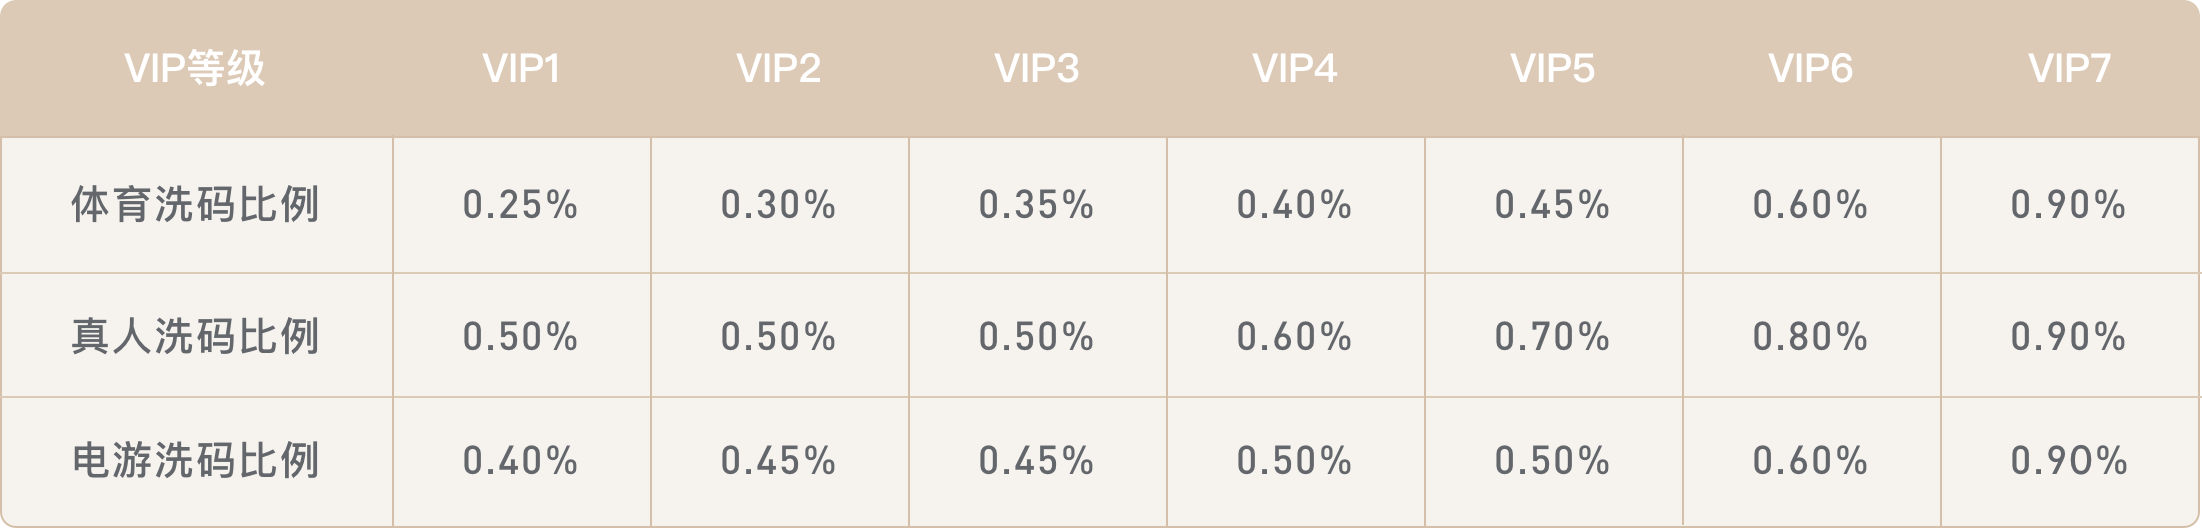 VIP等级 VIP1 VIP2 VIP3 VIP4 VIP5 VIP6 VIP7
体育洗码比例 0.25% 0.30% 0.35% 0.40% 0.45% 0.60% 0.90%
真人洗码比例 0.50% 0.50% 0.50% 0.60% 0.70% 0.80% 0.90%
电游洗码比例 0.40% 0.45% 0.45% 0.50% 0.50% 0.60% 0.90%